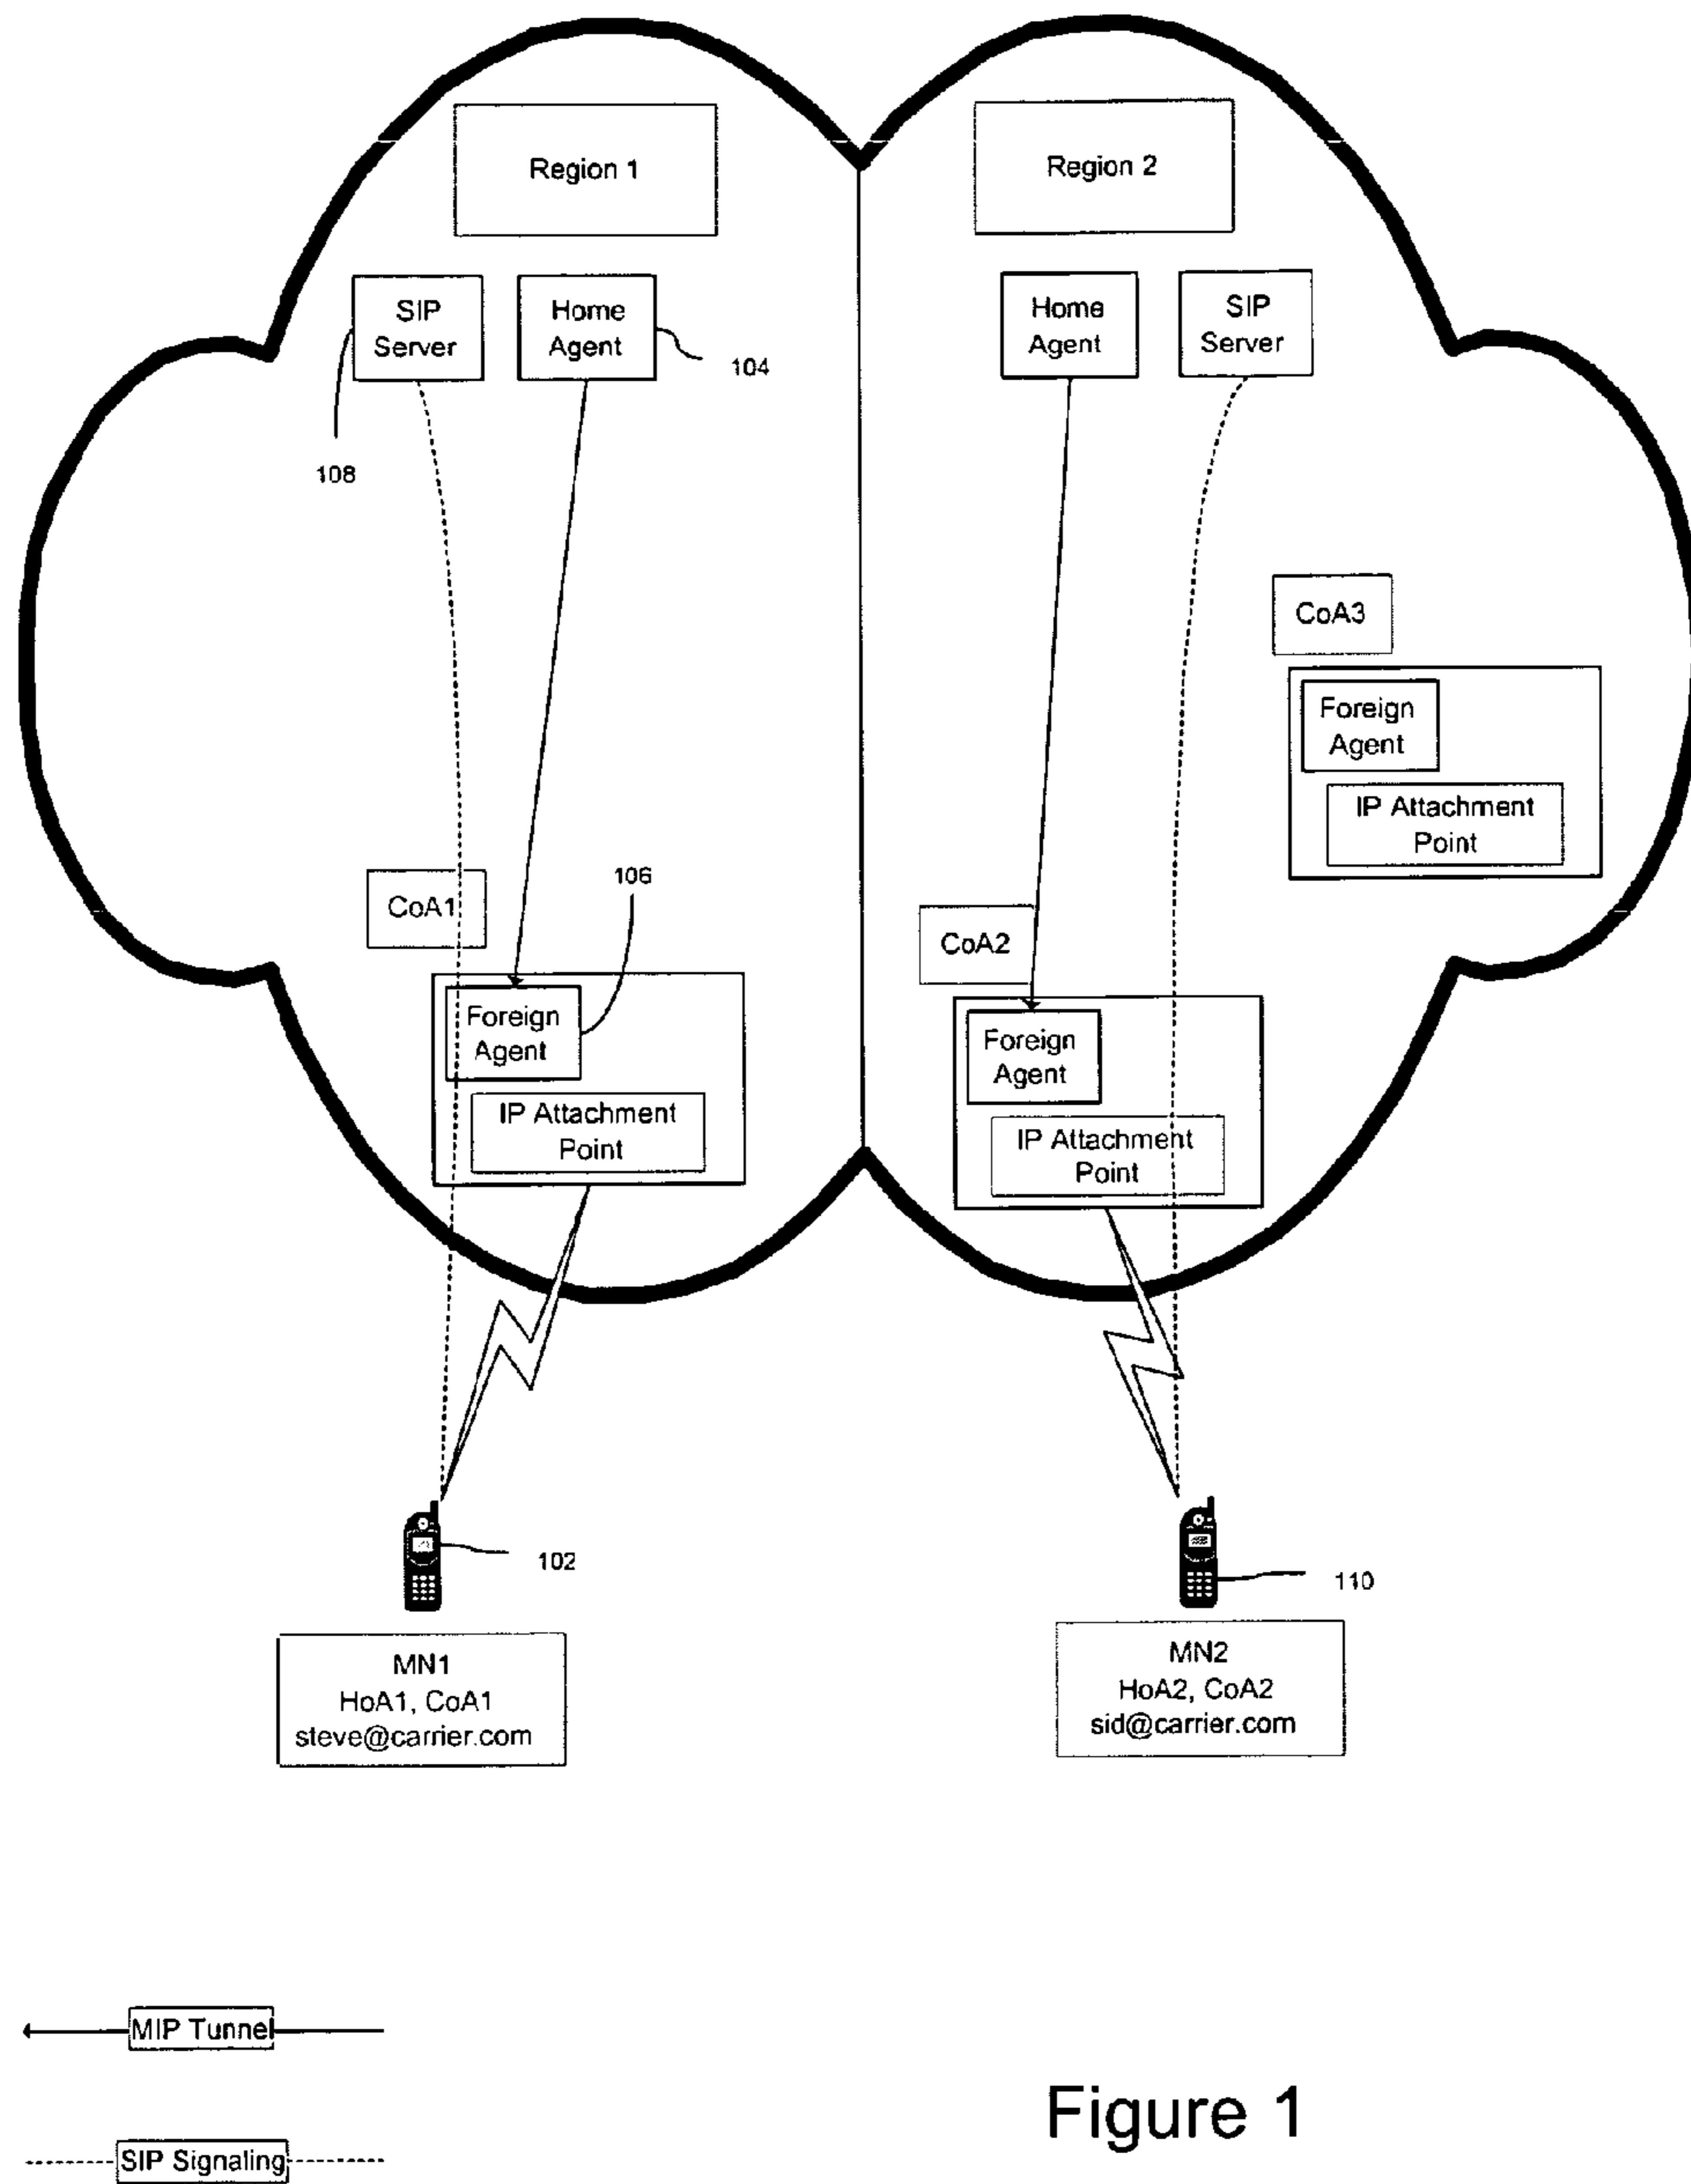 Region 1
Region 2
SIP
Server
Home
Agent
104
108
Home
Agent
SIP
Server
CoA3
Foreign
Agent
IP Attachment
Point
CoA1
106
Foreign
Agent
IP Attachment
Point
CoA2
Foreign
Agent
IP Attachment
Point
102
110
MN1
HoA1, CoA1
steve@carrier.com
MN2
HoA2, CoA2
sid@carrier.com
MIP Tunnel
SIP Signaling
Figure 1